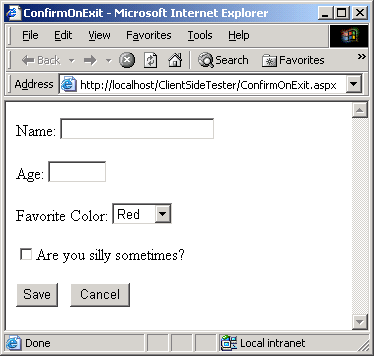 ConfirmOnExit - Microsoft Internet Explorer
File Edit View Favorites Tools Help
Back Search Favorites »
Address http://localhost/ClientSideTester/ConfirmOnExit.aspx
Name:
Age:
Favorite Color: Red
Are you silly sometimes?
Save Cancel
Done Local intranet